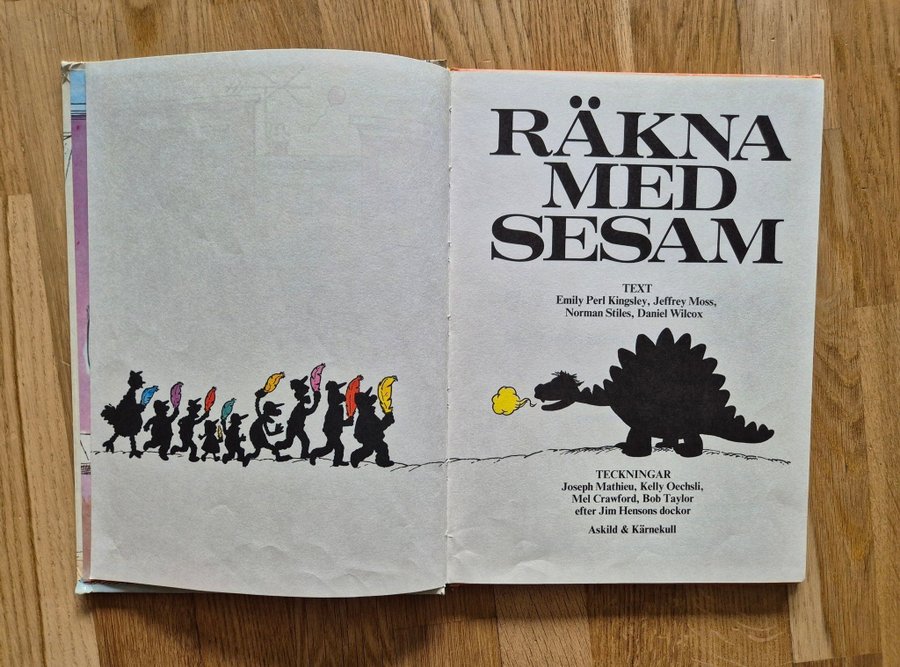 RÄKNA
MED
SESAM
TEXT
Emily Perl Kingsley, Jeffrey Moss,
Norman Stiles, Daniel Wilcox
TECKNINGAR
Joseph Mathieu, Kelly Oechsli,
Mel Crawford, Bob Taylor
efter Jim Hensons dockor
Askild & Kärnekull